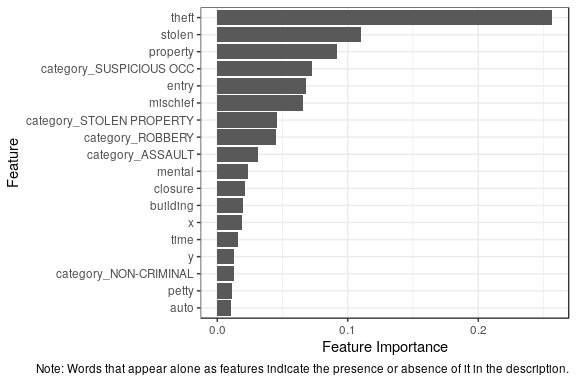 theft
stolen
property
category_SUSPICIOUS OCC
entry
mischief
category_STOLEN PROPERTY
category_ROBBERY
category_ASSAULT
mental
closure
building
x
time
y
category_NON-CRIMINAL
petty
auto
Feature
0.0 0.1 0.2
Feature Importance
Note: Words that appear alone as features indicate the presence or absence of it in the description.